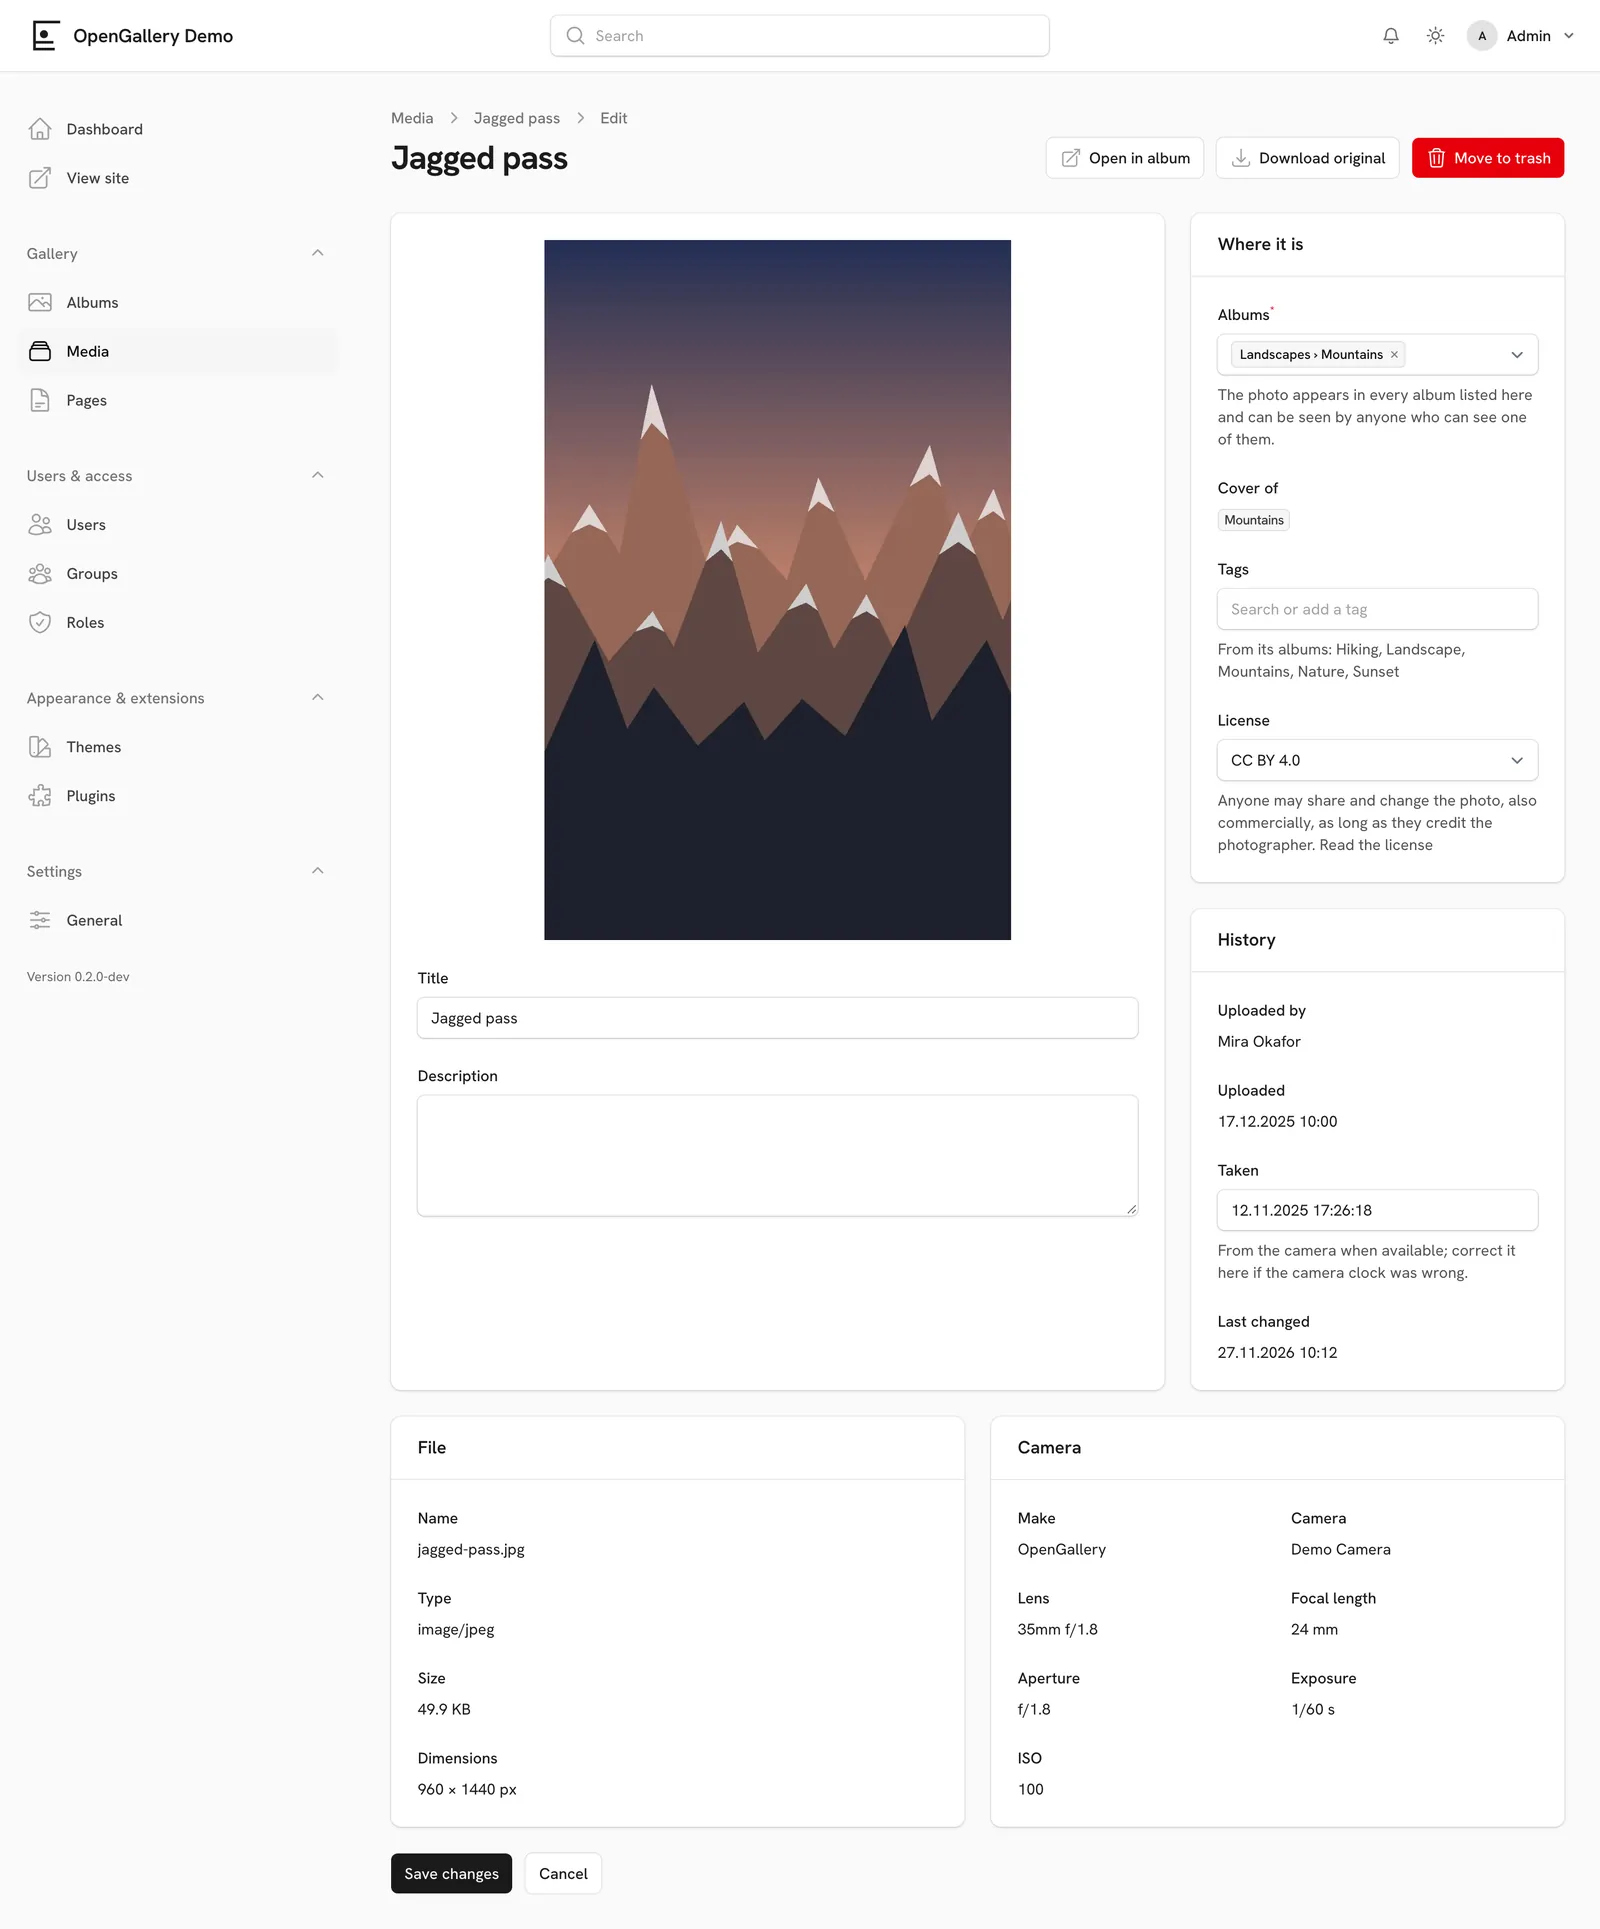 OpenGallery Demo
Search
A
Admin
Dashboard
View site
Gallery
Albums
Media
Pages
Users & access
Users
Groups
Roles
Appearance & extensions
Themes
Plugins
Settings
General
Version 0.2.0-dev
Media > Jagged pass > Edit
Jagged pass
Open in album
Download original
Move to trash
Title
Jagged pass
Description
Where it is
Albums*
Landscapes › Mountains ×
The photo appears in every album listed here
and can be seen by anyone who can see one
of them.
Cover of
Mountains
Tags
Search or add a tag
From its albums: Hiking, Landscape,
Mountains, Nature, Sunset
License
CC BY 4.0
Anyone may share and change the photo, also
commercially, as long as they credit the
photographer. Read the license
History
Uploaded by
Mira Okafor
Uploaded
17.12.2025 10:00
Taken
12.11.2025 17:26:18
From the camera when available; correct it
here if the camera clock was wrong.
Last changed
27.11.2026 10:12
File
Name
jagged-pass.jpg
Type
image/jpeg
Size
49.9 KB
Dimensions
960 × 1440 px
Camera
Make
OpenGallery
Camera
Demo Camera
Lens
35mm f/1.8
Focal length
24 mm
Aperture
f/1.8
Exposure
1/60 s
ISO
100
Save changes
Cancel